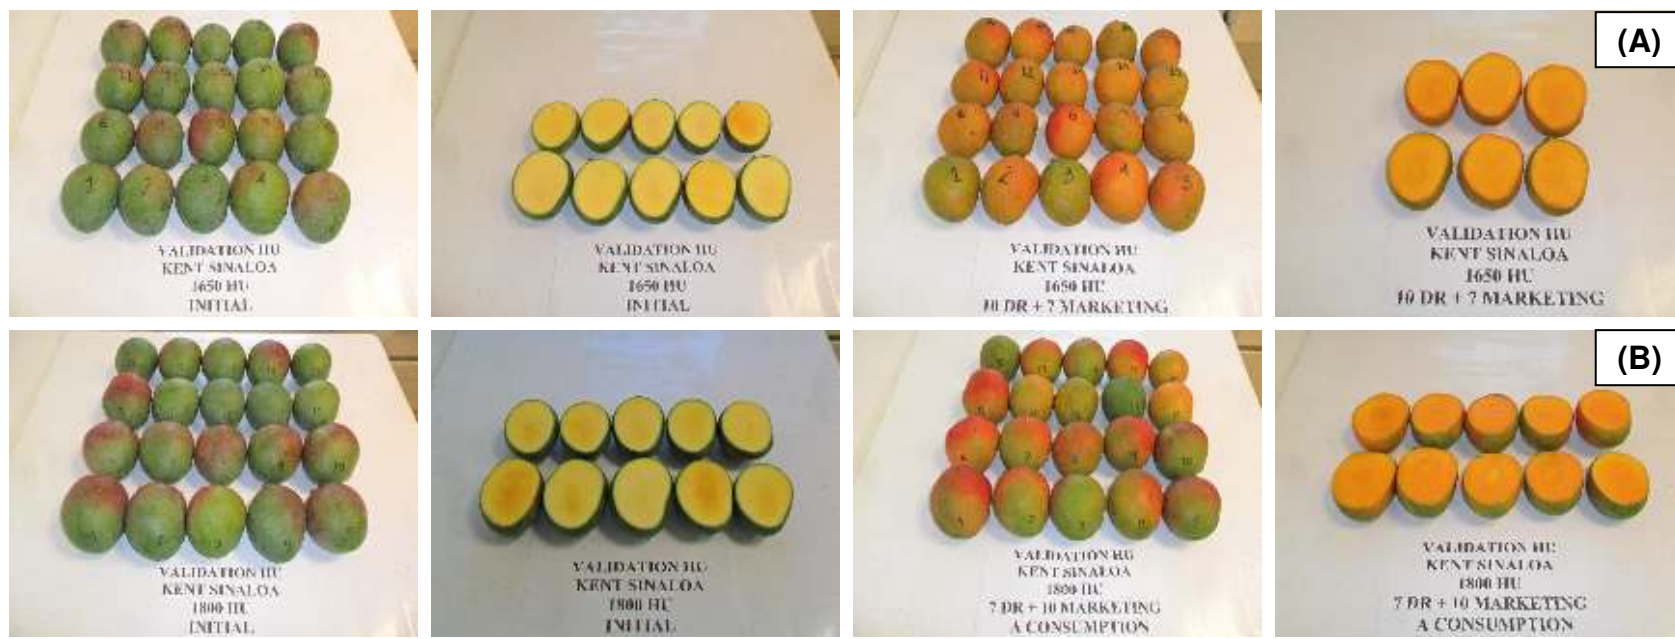 (A)
VALIDATION HU
KENT SINALOA
1650 HU
INITIAL
VALIDATION HU
KENT SINALOA
1650 HU
INITIAL
VALIDATION HU
KENT SINALOA
1650 HU
10 DR + 7 MARKETING
VALIDATION HU
KENT SINALOA
1650 HU
10 DR + 7 MARKETING
(B)
VALIDATION HU
KENT SINALOA
1800 HU
INITIAL
VALIDATION HU
KENT SINALOA
1800 HU
INITIAL
VALIDATION HU
KENT SINALOA
1800 HU
7 DR + 10 MARKETING
A CONSUMPTION
VALIDATION HU
KENT SINALOA
1800 HU
7 DR + 10 MARKETING
A CONSUMPTION